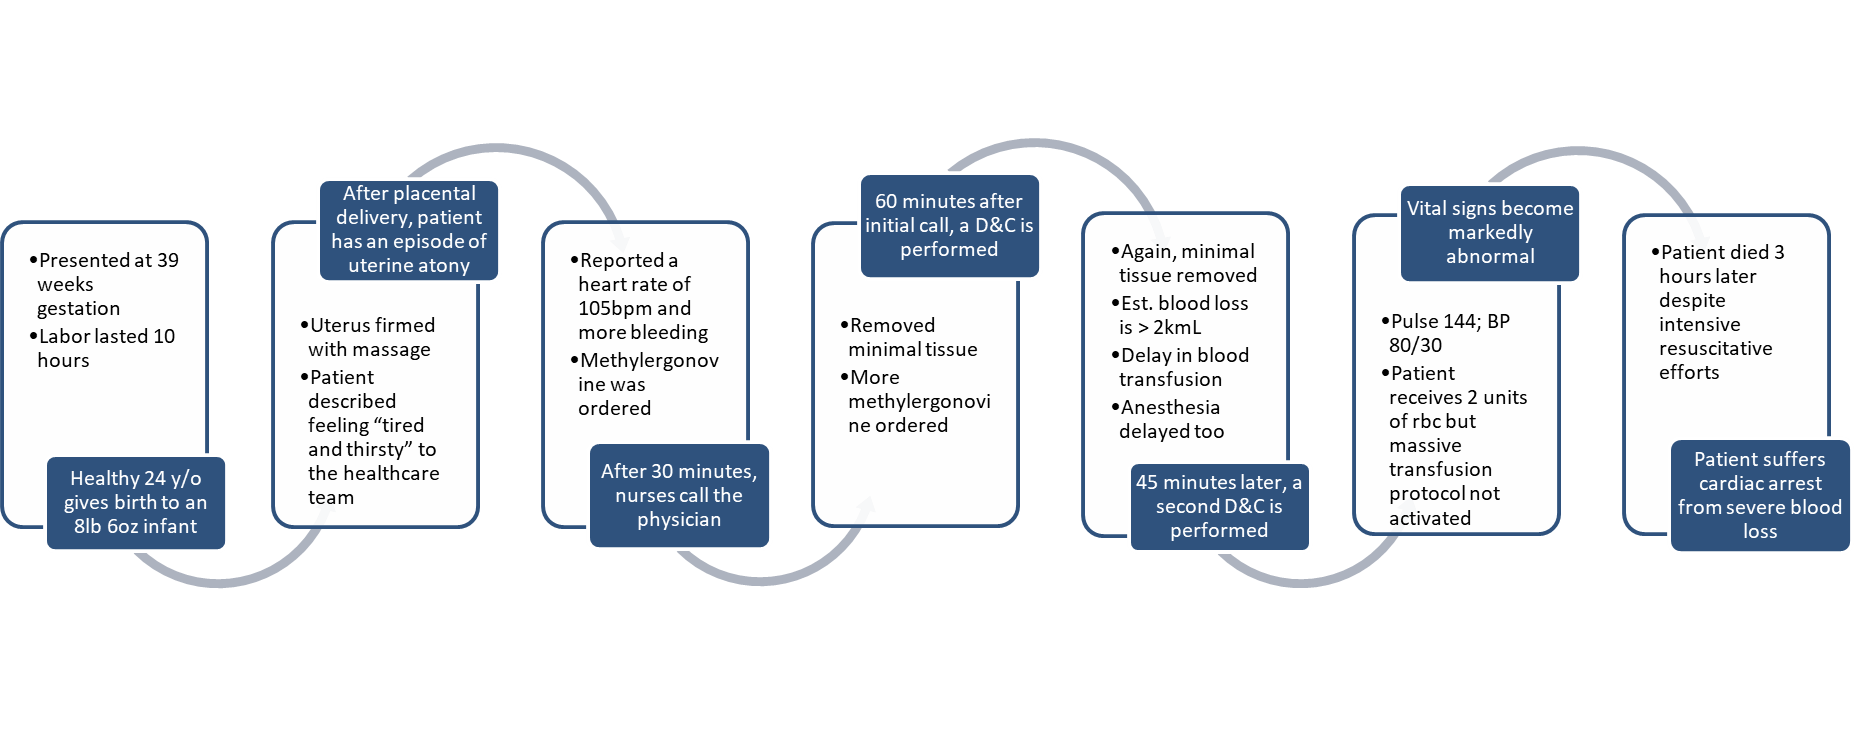 •Presented at 39
weeks
gestation
•Labor lasted 10
hours
Healthy 24 y/o
gives birth to an
8lb 6oz infant
After placental
delivery, patient
has an episode of
uterine atony
•Uterus firmed
with massage
•Patient
described
feeling “tired
and thirsty” to
the healthcare
team
•Reported a
heart rate of
105bpm and
more bleeding
•Methylergonov
ine was
ordered
After 30 minutes,
nurses call the
physician
60 minutes after
initial call, a D&C is
performed
•Removed
minimal tissue
•More
methylergonovi
ne ordered
•Again, minimal
tissue removed
•Est. blood loss
is > 2kmL
•Delay in blood
transfusion
•Anesthesia
delayed too
45 minutes later, a
second D&C is
performed
Vital signs become
markedly
abnormal
•Pulse 144; BP
80/30
•Patient
receives 2 units
of rbc but
massive
transfusion
protocol not
activated
•Patient died 3
hours later
despite
intensive
resuscitative
efforts
Patient suffers
cardiac arrest
from severe blood
loss